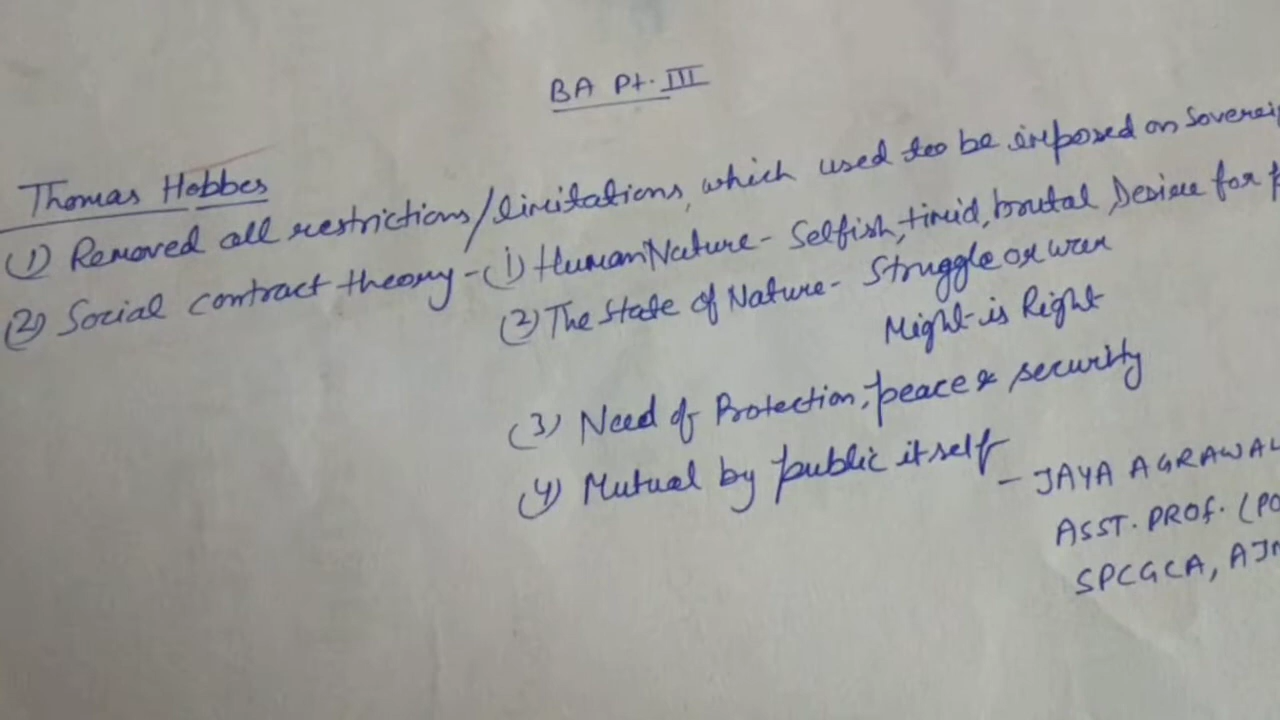 BA Pt. III
Thomas Hobbes
(1) Removed all restrictions/limitations, which used too be imposed on
(2) Social contract theory - (1) Human Nature - Selfish, timid, brutal, Desire for
(2) The State of Nature - Struggle or war
Might is Right
(3) Need of Protection, peace & security
(4) Mutual by public itself
- JAYA AGRAWAL
ASST. PROF. (PO
SPCGCA, AJM